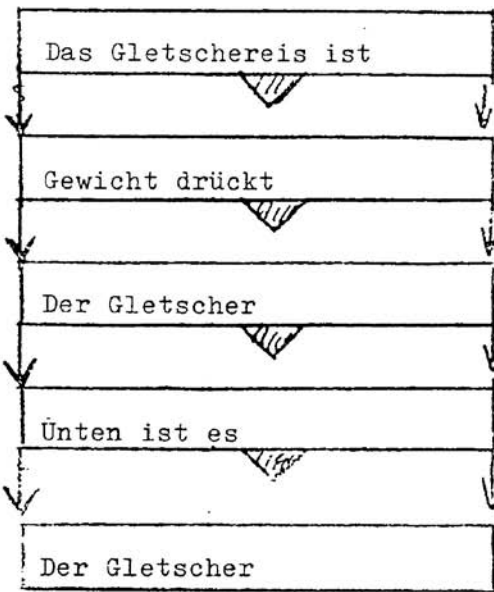 Das Gletschereis ist
Gewicht drückt
Der Gletscher
Unten ist es
Der Gletscher